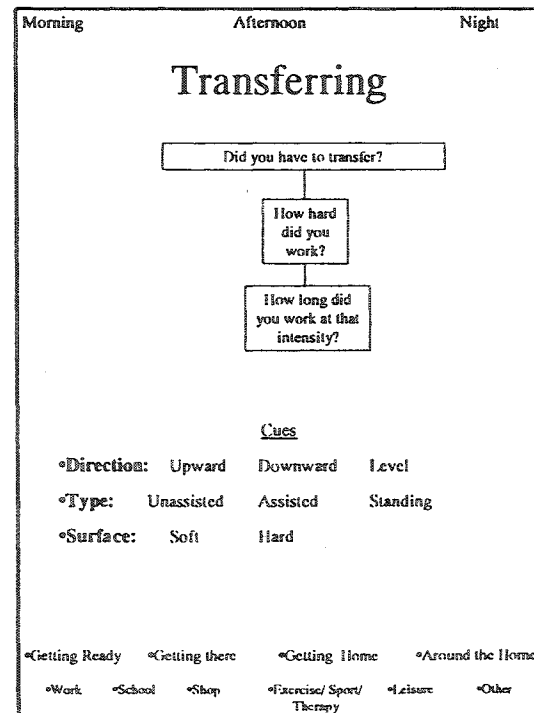 Morning Afternoon Night
Transferring
Did you have to transfer?
How hard
did you
work?
How long did
you work at that
intensity?
Cues
•Direction: Upward Downward Level
•Type: Unassisted Assisted Standing
•Surface: Soft Hard
•Getting Ready •Getting there •Getting Home •Around the Home
•Work •School •Shop •Exercise/ Sport/ •Leisure •Other
Therapy